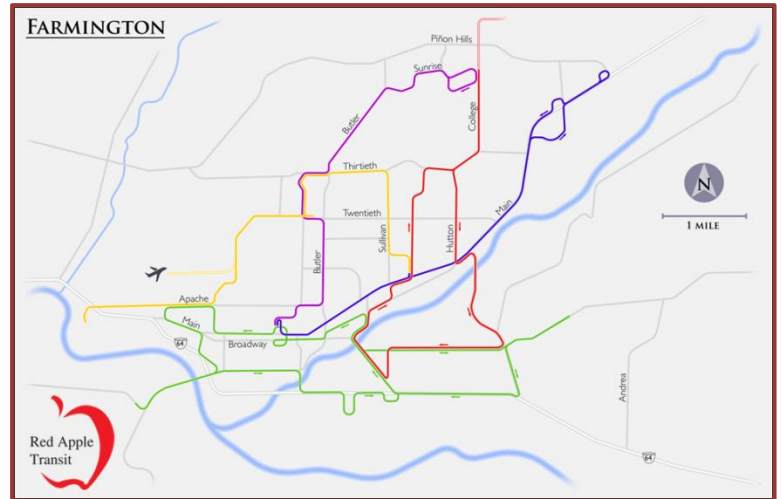 FARMINGTON
Piñon Hills
Sunrise
Butler
College
Thirtieth
Main
Twentieth
Sullivan
Hutton
Butler
N
1 MILE
Apache
Main
64
Broadway
Andrea
64
Red Apple
Transit